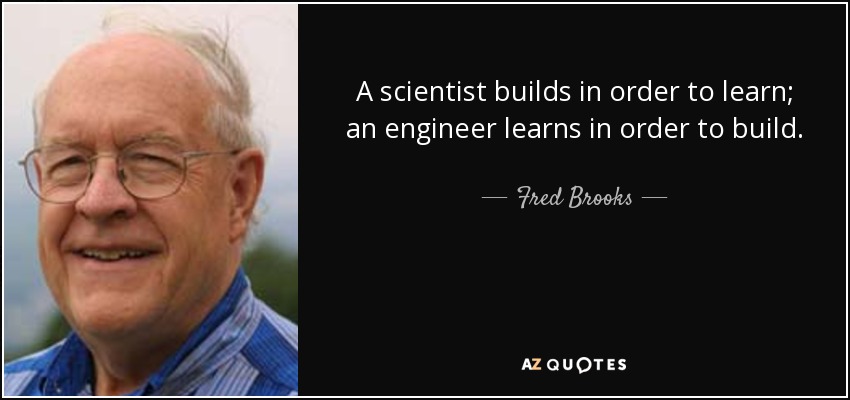 A scientist builds in order to learn;
an engineer learns in order to build.
— Fred Brooks —
AZ QUOTES